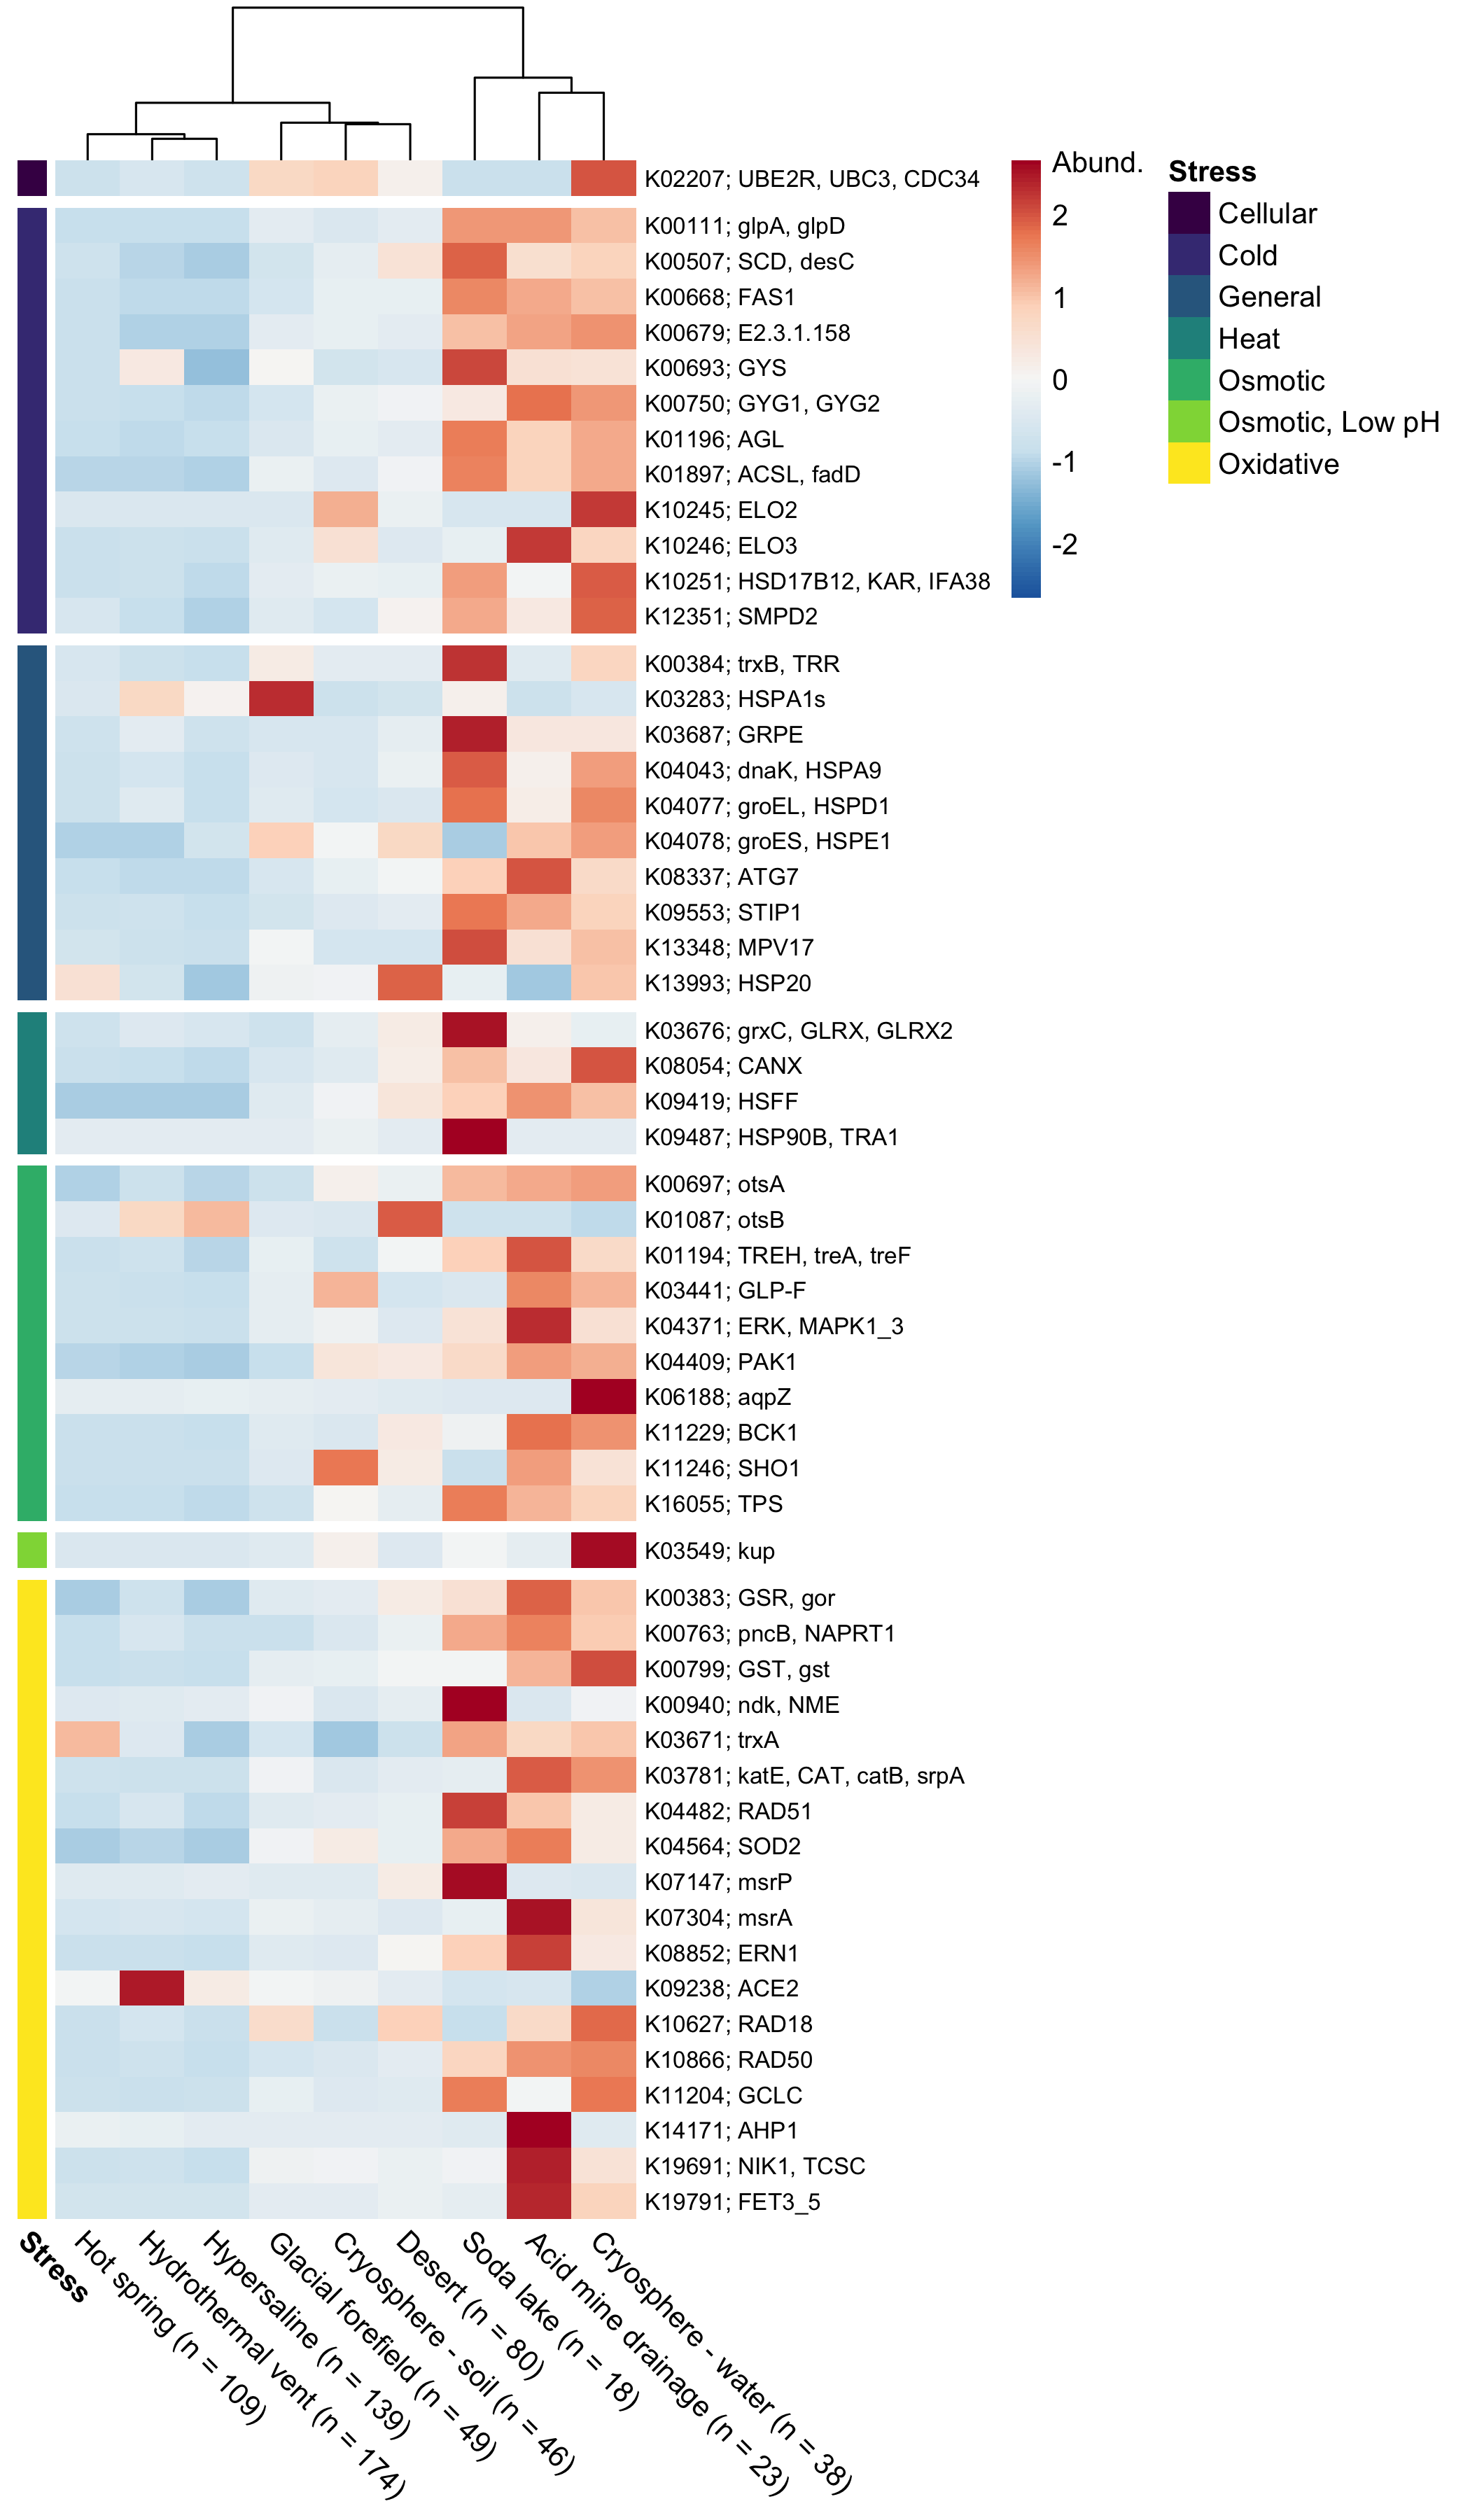 K02207; UBE2R, UBC3, CDC34
K00111; glpA, glpD
K00507; SCD, desC
K00668; FAS1
K00679; E2.3.1.158
K00693; GYS
K00750; GYG1, GYG2
K01196; AGL
K01897; ACSL, fadD
K10245; ELO2
K10246; ELO3
K10251; HSD17B12, KAR, IFA38
K12351; SMPD2
K00384; trxB, TRR
K03283; HSPA1s
K03687; GRPE
K04043; dnaK, HSPA9
K04077; groEL, HSPD1
K04078; groES, HSPE1
K08337; ATG7
K09553; STIP1
K13348; MPV17
K13993; HSP20
K03676; grxC, GLRX, GLRX2
K08054; CANX
K09419; HSFF
K09487; HSP90B, TRA1
K00697; otsA
K01087; otsB
K01194; TREH, treA, treF
K03441; GLP-F
K04371; ERK, MAPK1_3
K04409; PAK1
K06188; aqpZ
K11229; BCK1
K11246; SHO1
K16055; TPS
K03549; kup
K00383; GSR, gor
K00763; pncB, NAPRT1
K00799; GST, gst
K00940; ndk, NME
K03671; trxA
K03781; katE, CAT, catB, srpA
K04482; RAD51
K04564; SOD2
K07147; msrP
K07304; msrA
K08852; ERN1
K09238; ACE2
K10627; RAD18
K10866; RAD50
K11204; GCLC
K14171; AHP1
K19691; NIK1, TCSC
K19791; FET3_5
Abund.
2
1
0
-1
-2
Stress
Cellular
Cold
General
Heat
Osmotic
Osmotic, Low pH
Oxidative
Stress
Hot spring (n = 109)
Hydrothermal vent (n = 174)
Hypersaline (n = 139)
Glacial forefield (n = 49)
Cryosphere - soil (n = 46)
Desert (n = 80)
Soda lake (n = 18)
Acid mine drainage (n = 23)
Cryosphere - water (n = 38)